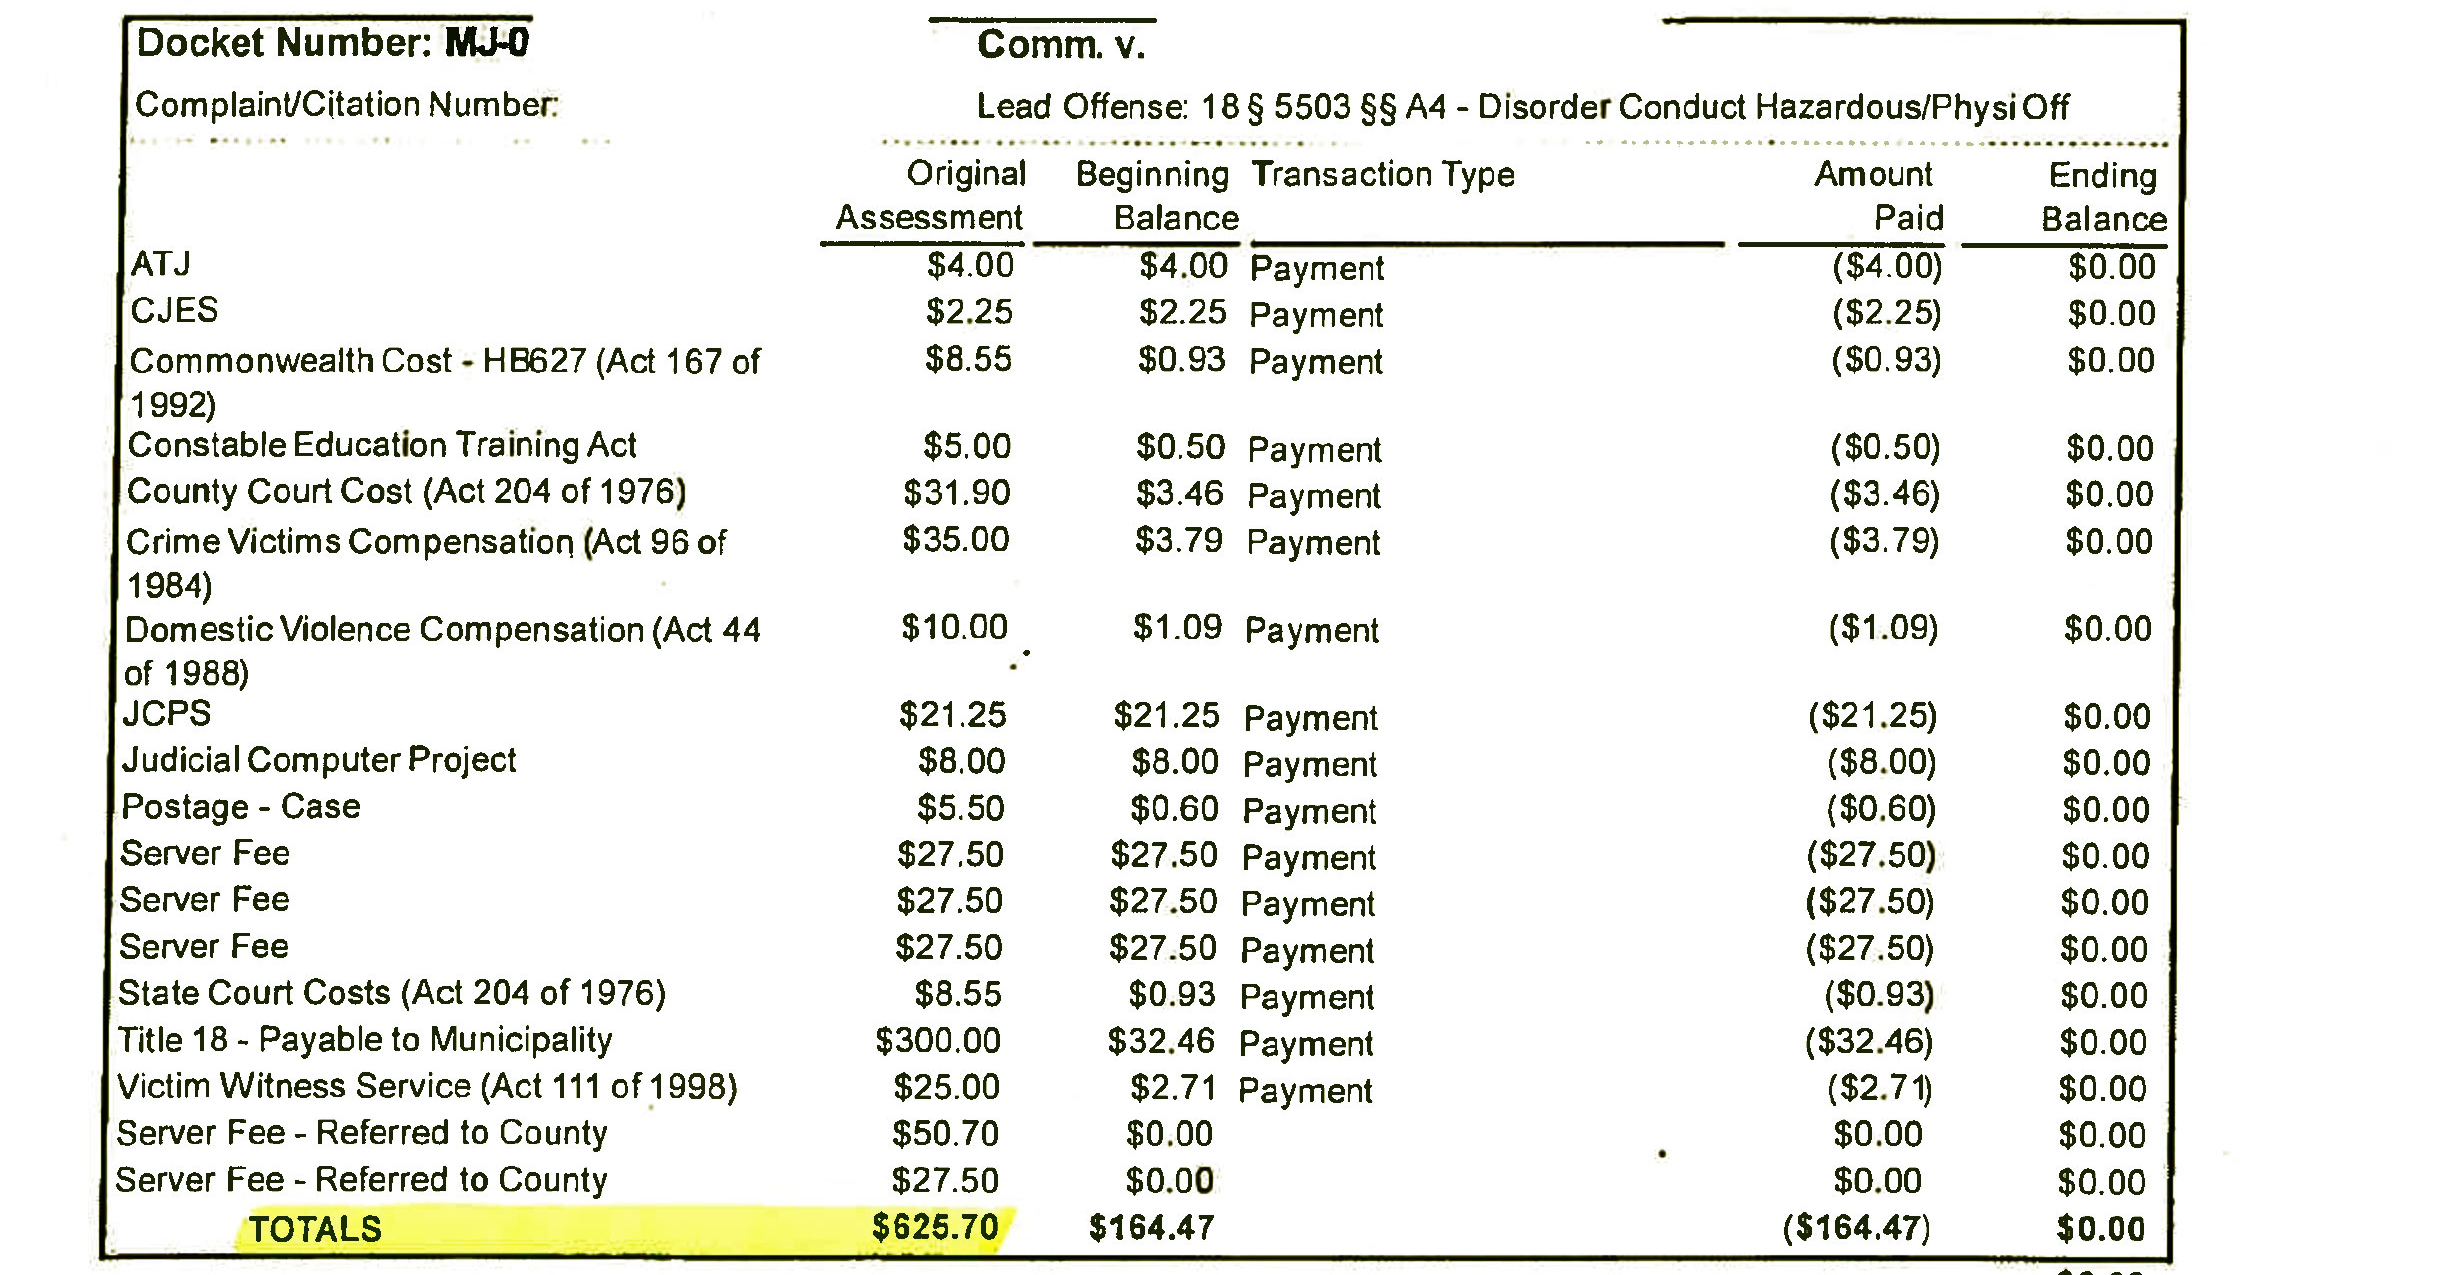 Docket Number: MJ-0 Comm. v.
Complaint/Citation Number: Lead Offense: 18 § 5503 §§ A4 - Disorder Conduct Hazardous/Physi Off
Original Beginning Transaction Type Amount Ending
Assessment Balance Paid Balance
ATJ $4.00 $4.00 Payment ($4.00) $0.00
CJES $2.25 $2.25 Payment ($2.25) $0.00
Commonwealth Cost - HB627 (Act 167 of $8.55 $0.93 Payment ($0.93) $0.00
1992)
Constable Education Training Act $5.00 $0.50 Payment ($0.50) $0.00
County Court Cost (Act 204 of 1976) $31.90 $3.46 Payment ($3.46) $0.00
Crime Victims Compensation (Act 96 of $35.00 $3.79 Payment ($3.79) $0.00
1984)
Domestic Violence Compensation (Act 44 $10.00 $1.09 Payment ($1.09) $0.00
of 1988)
JCPS $21.25 $21.25 Payment ($21.25) $0.00
Judicial Computer Project $8.00 $8.00 Payment ($8.00) $0.00
Postage - Case $5.50 $0.60 Payment ($0.60) $0.00
Server Fee $27.50 $27.50 Payment ($27.50) $0.00
Server Fee $27.50 $27.50 Payment ($27.50) $0.00
Server Fee $27.50 $27.50 Payment ($27.50) $0.00
State Court Costs (Act 204 of 1976) $8.55 $0.93 Payment ($0.93) $0.00
Title 18 - Payable to Municipality $300.00 $32.46 Payment ($32.46) $0.00
Victim Witness Service (Act 111 of 1998) $25.00 $2.71 Payment ($2.71) $0.00
Server Fee - Referred to County $50.70 $0.00 $0.00 $0.00
Server Fee - Referred to County $27.50 $0.00 $0.00 $0.00
TOTALS $625.70 $164.47 ($164.47) $0.00